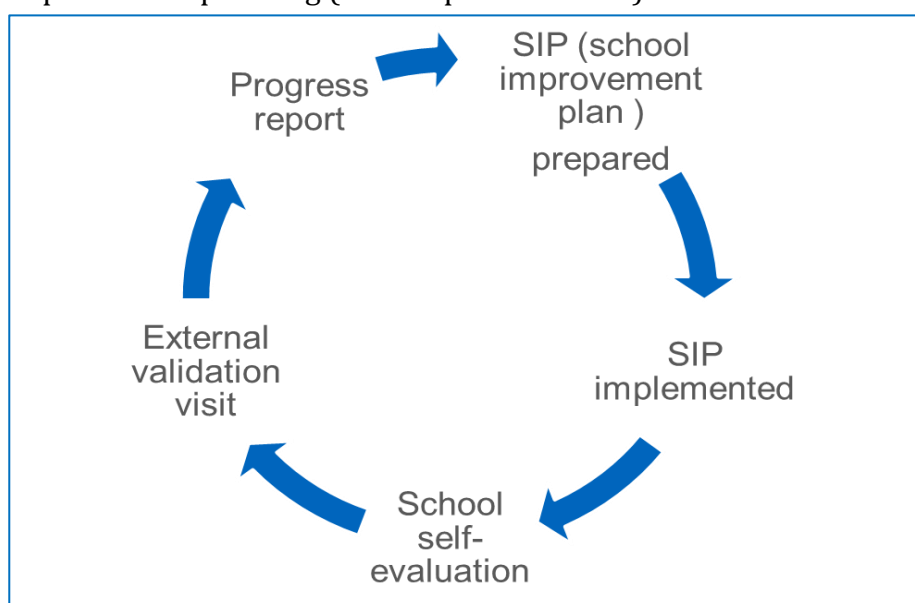 SIP (school
improvement
plan )
prepared
SIP
implemented
School
self-
evaluation
External
validation
visit
Progress
report